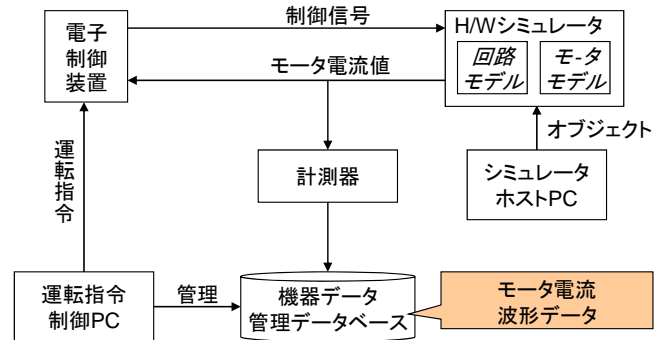 制御信号
電子
制御
装置
H/Wシミュレータ
回路
モデル
モ-タ
モデル
モータ電流値
オブジェクト
運転指令
計測器
シミュレータ
ホストPC
運転指令
制御PC
管理
機器データ
管理データベース
モータ電流
波形データ